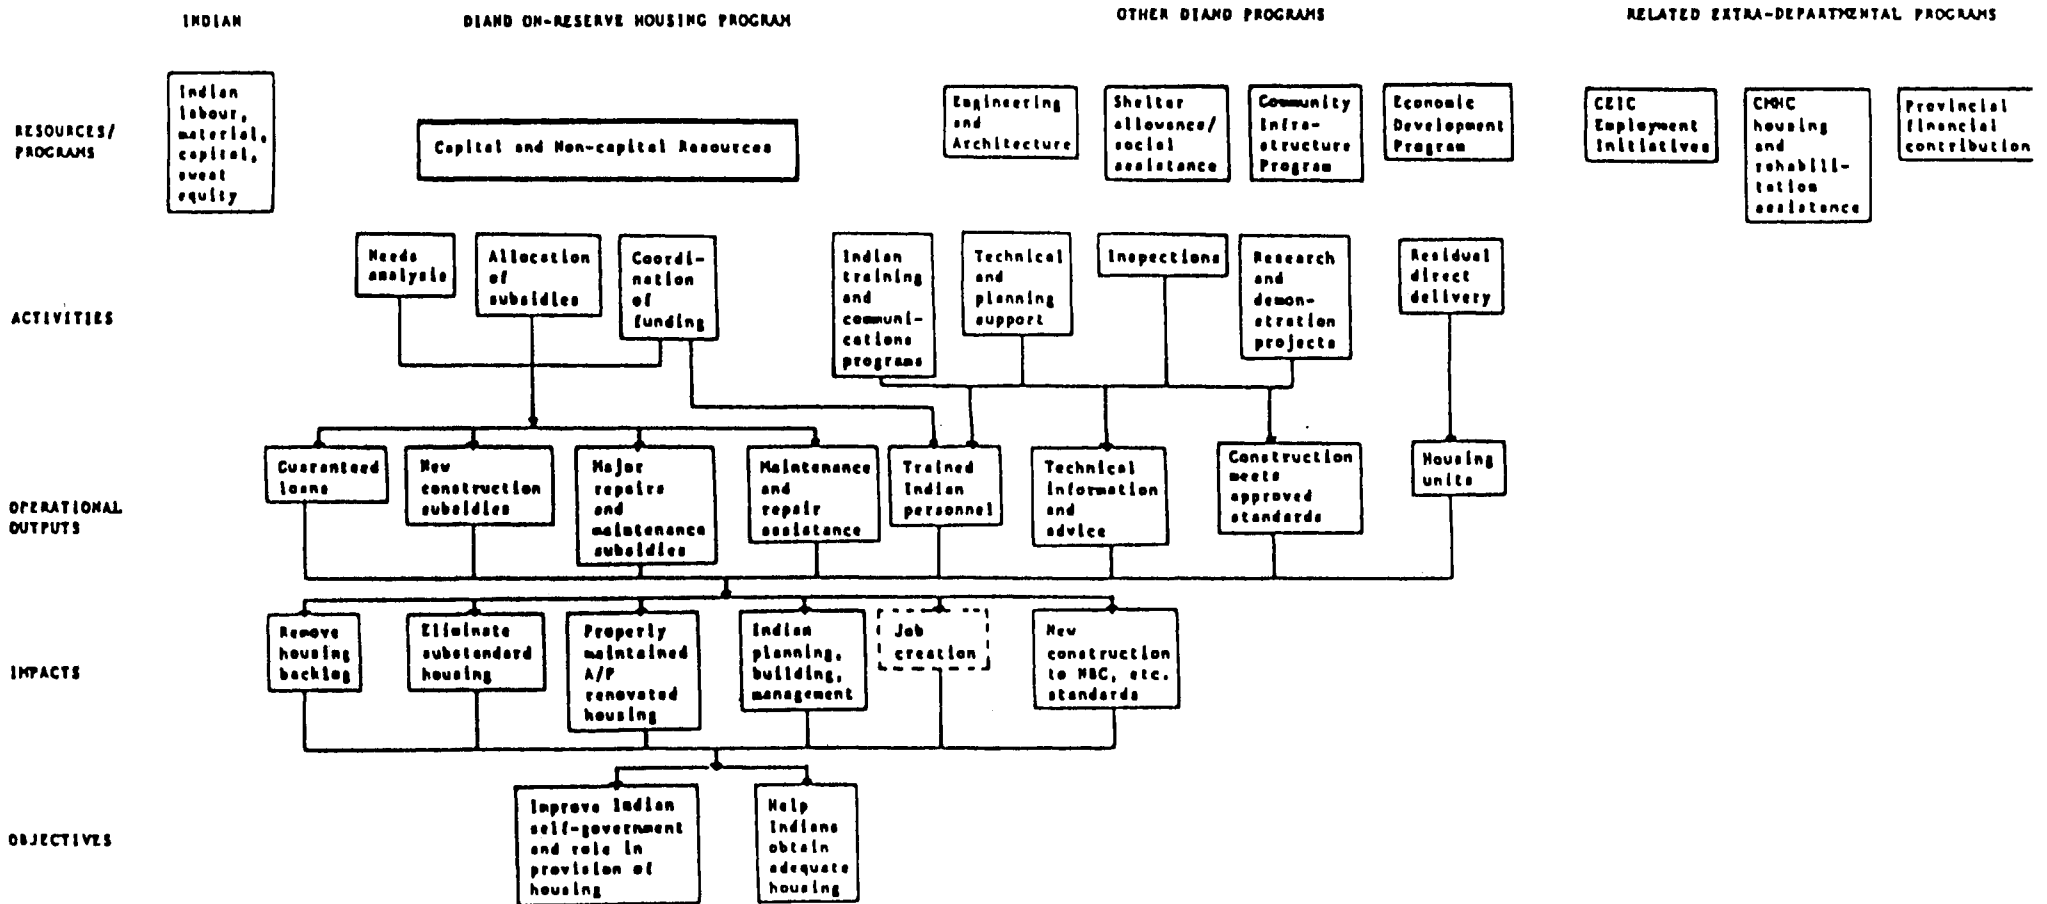 INDIAN
DIAND ON-RESERVE HOUSING PROGRAM
OTHER DIAND PROGRAMS
RELATED EXTRA-DEPARTMENTAL PROGRAMS
RESOURCES/
PROGRAMS
Indian
labour,
material,
capital,
sweat
equity
Capital and Non-capital Resources
Engineering
and
Architecture
Shelter
allowance/
social
assistance
Community
Infra-
structure
Program
Economic
Development
Program
CEIC
Employment
Initiatives
CMHC
housing
and
rehabili-
tation
assistance
Provincial
financial
contribution
ACTIVITIES
Needs
analysis
Allocation
of
subsidies
Coordi-
nation
of
funding
Indian
training
and
communi-
cations
programs
Technical
and
planning
support
Inspections
Research
and
demon-
stration
projects
Residual
direct
delivery
OPERATIONAL
OUTPUTS
Guaranteed
loans
New
construction
subsidies
Major
repairs
and
maintenance
subsidies
Maintenance
and
repair
assistance
Trained
Indian
personnel
Technical
information
and
advice
Construction
meets
approved
standards
Housing
units
IMPACTS
Remove
housing
backing
Eliminate
substandard
housing
Properly
maintained
A/P
renovated
housing
Indian
planning,
building,
management
Job
creation
New
construction
to NBC, etc.
standards
OBJECTIVES
Improve Indian
self-government
and role in
provision of
housing
Help
Indians
obtain
adequate
housing